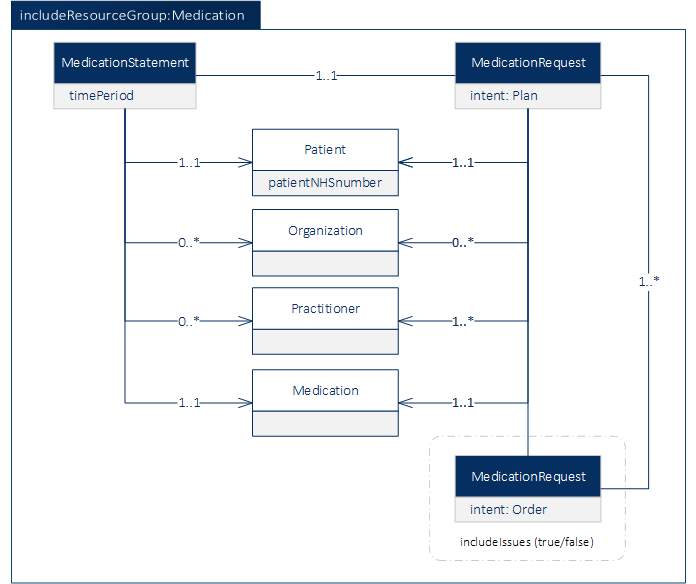 includeResourceGroup:Medication
MedicationStatement
timePeriod
1..1
MedicationRequest
intent: Plan
Patient
patientNHSnumber
1..1
1..1
Organization
0..*
0..*
1..*
Practitioner
0..*
1..*
Medication
1..1
1..1
MedicationRequest
intent: Order
includeIssues (true/false)